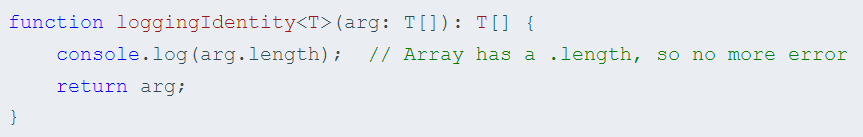 function loggingIdentity<T>(arg: T[]): T[] {
    console.log(arg.length);  // Array has a .length, so no more error
    return arg;
}